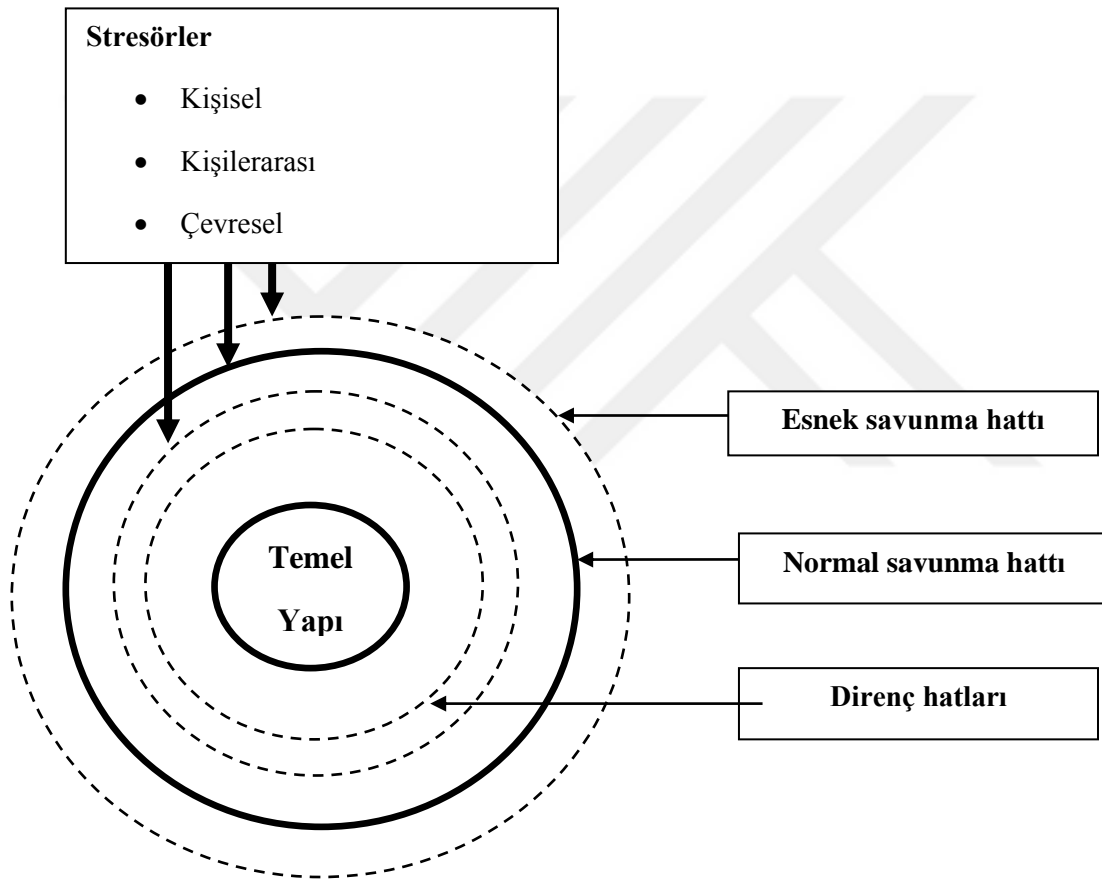 Stresörler
• Kişisel
• Kişilerarası
• Çevresel
Esnek savunma hattı
Normal savunma hattı
Temel
Yapı
Direnç hatları